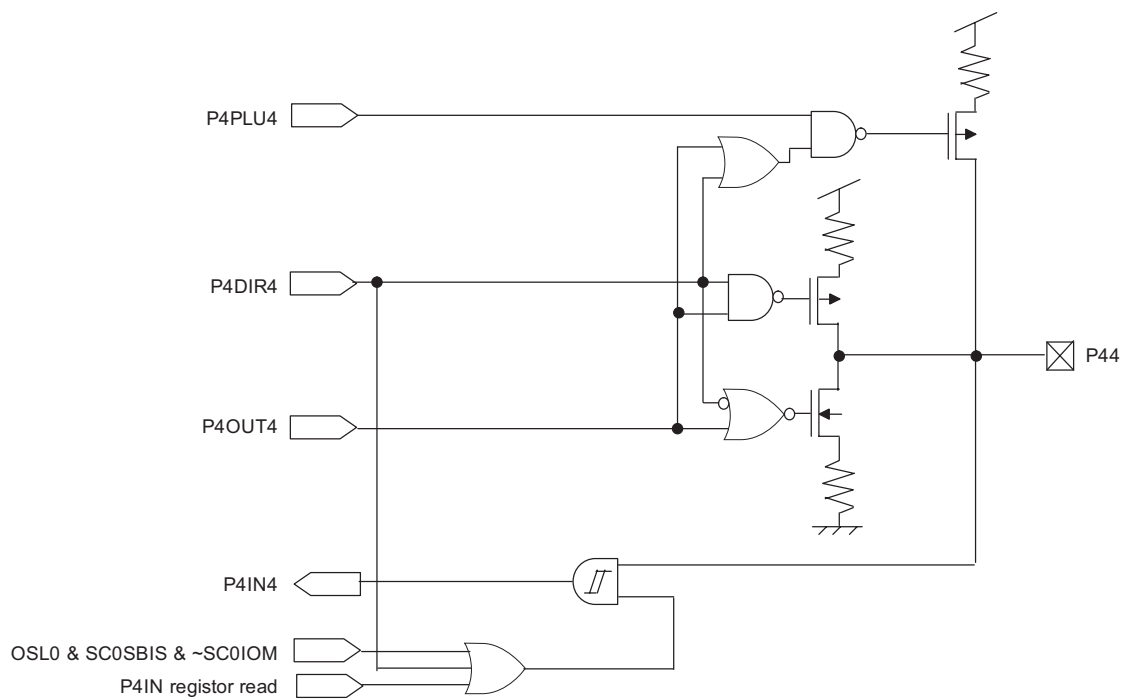 P4PLU4
P4DIR4
P44
P4OUT4
P4IN4
OSL0 & SC0SBIS & ~SC0IOM
P4IN registor read